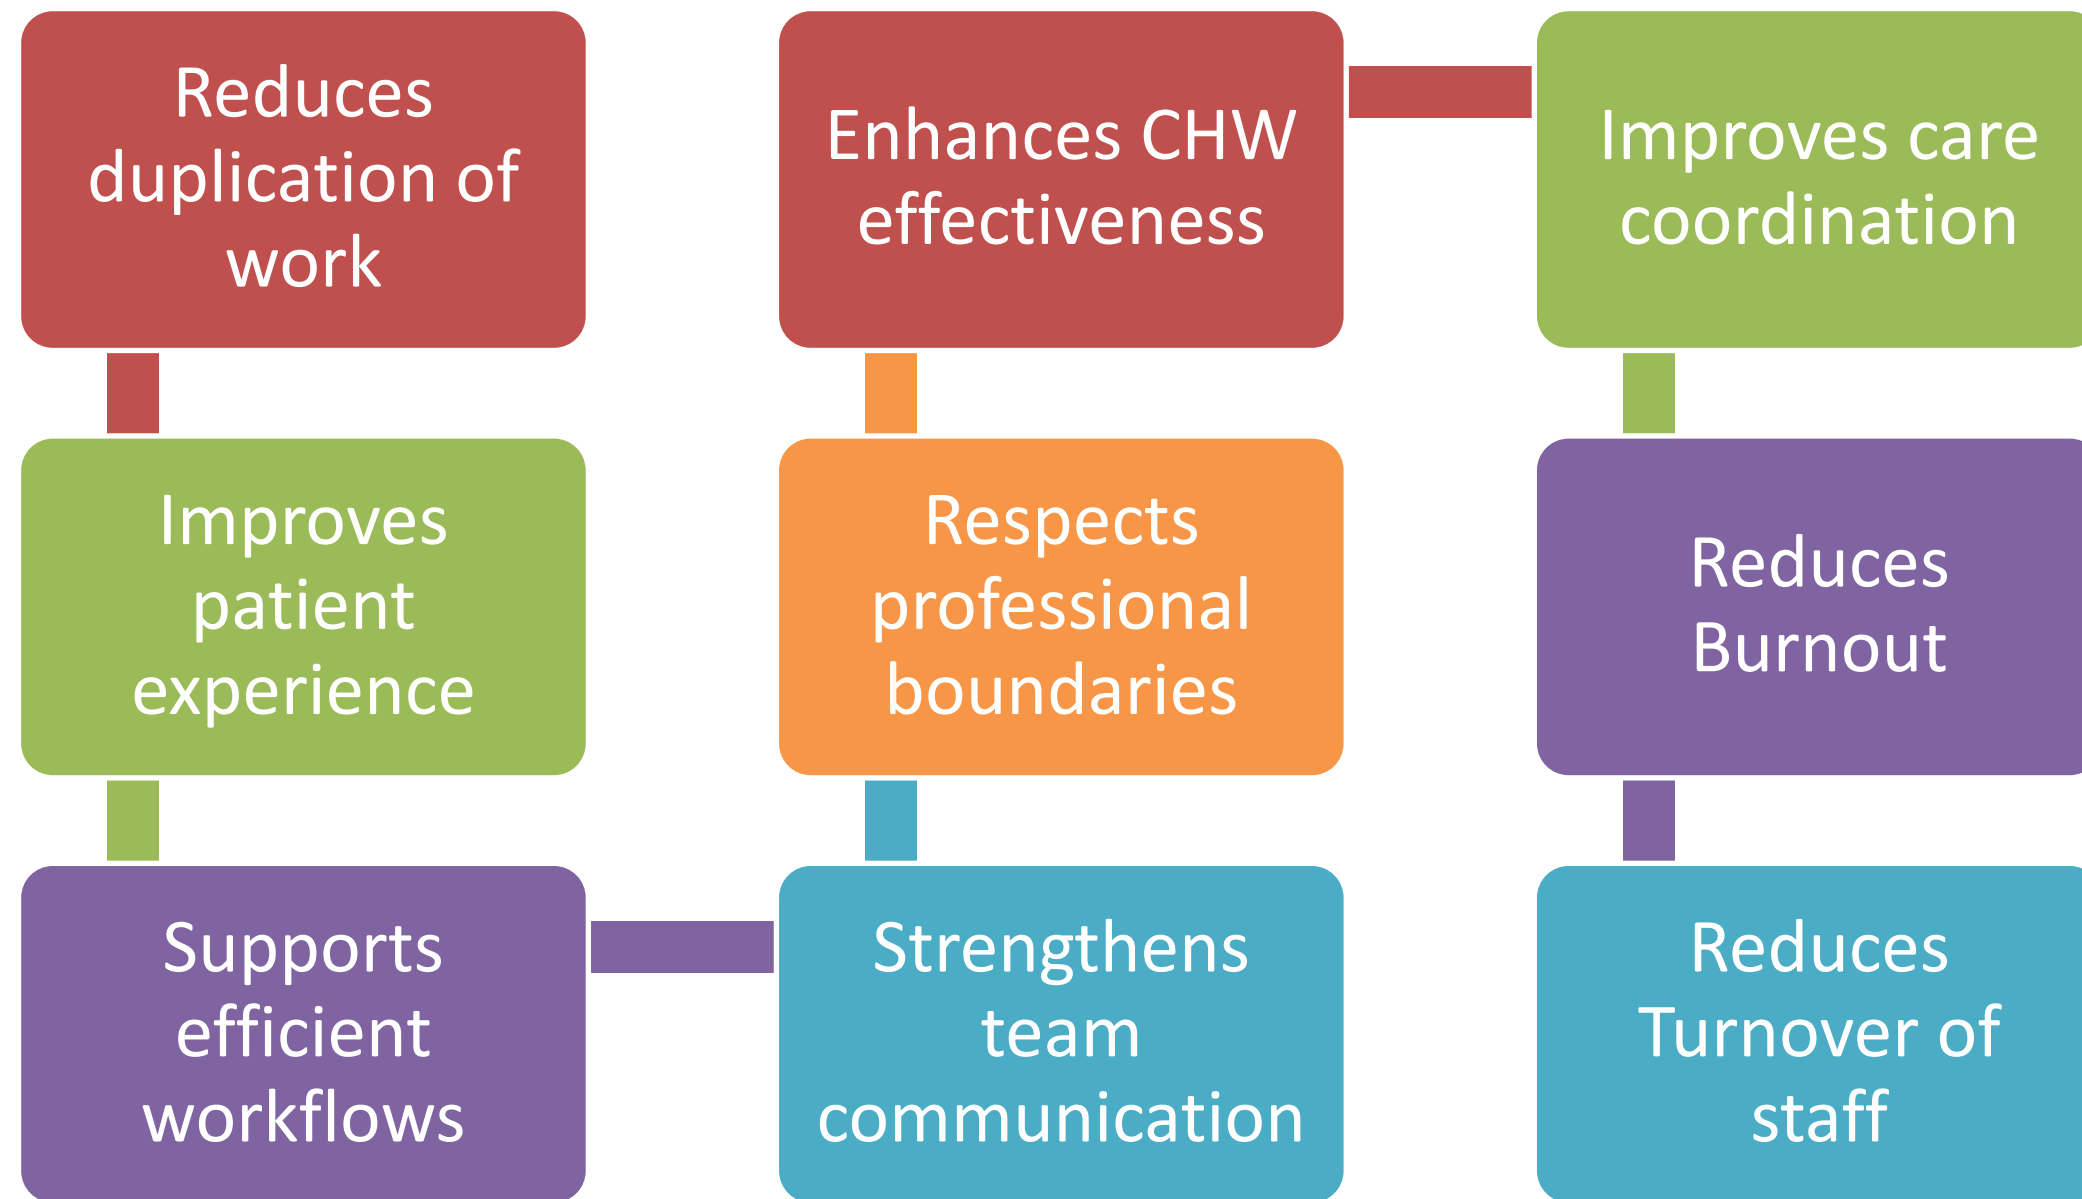 Reduces
duplication of
work
Improves
patient
experience
Supports
efficient
workflows
Strengthens
team
communication
Respects
professional
boundaries
Enhances CHW
effectiveness
Improves care
coordination
Reduces
Burnout
Reduces
Turnover of
staff